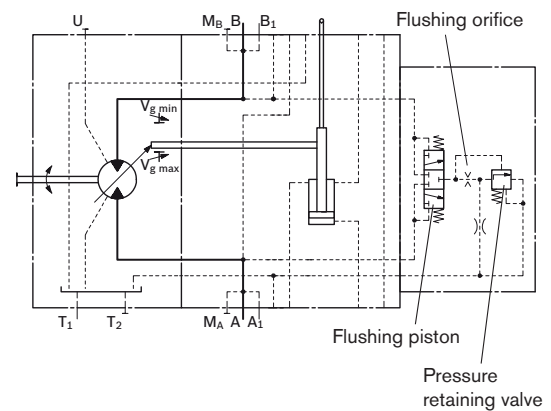 Flushing orifice
U M_B B B_1
V_g min
V_g max
T_1 T_2 M_A A A_1
Flushing piston
Pressure
retaining valve